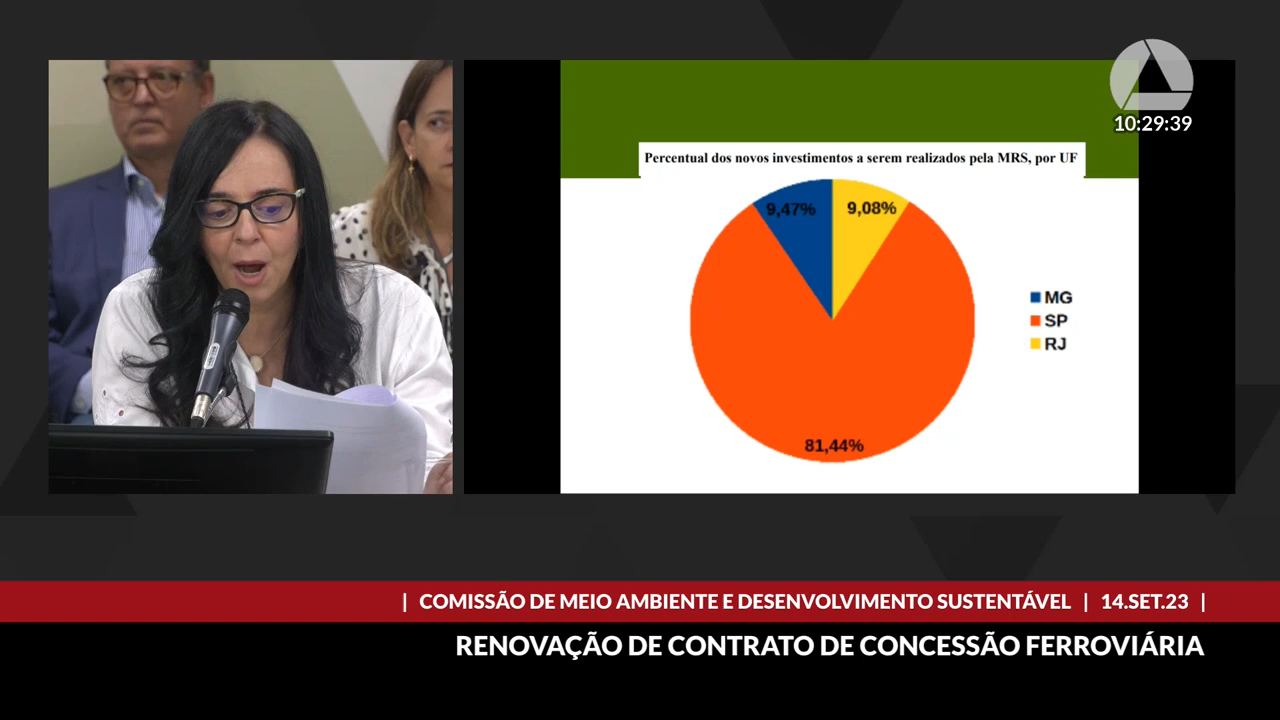 10:29:39
Percentual dos novos investimentos a serem realizados pela MRS, por UF
9,47%
9,08%
MG
SP
RJ
81,44%
| COMISSÃO DE MEIO AMBIENTE E DESENVOLVIMENTO SUSTENTÁVEL | 14.SET.23 |
RENOVAÇÃO DE CONTRATO DE CONCESSÃO FERROVIÁRIA